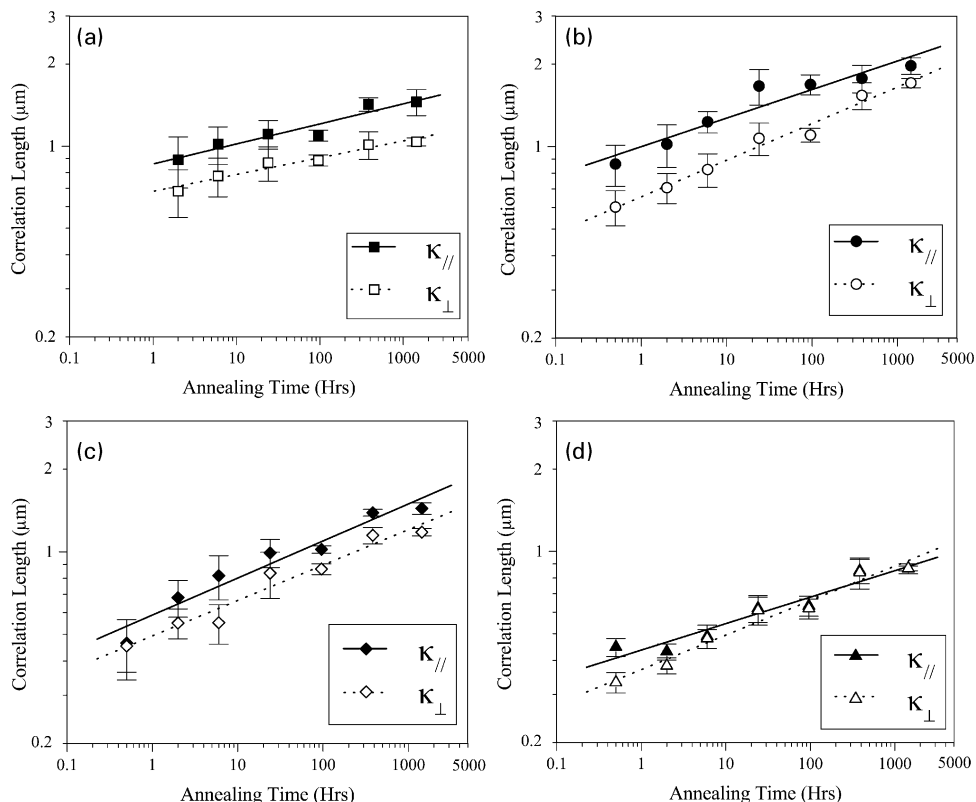 (a)
3
1
0.2
Correlation Length (μm)
0.1 1 10 100 1000 5000
Annealing Time (Hrs)
κ//
κ⊥
(b)
3
2
1
0.2
Correlation Length (μm)
0.1 1 10 100 1000 5000
Annealing Time (Hrs)
κ//
κ⊥
(c)
3
2
1
0.2
Correlation Length (μm)
0.1 1 10 100 1000 5000
Annealing Time (Hrs)
κ//
κ⊥
(d)
3
2
1
0.2
Correlation Length (μm)
0.1 1 10 100 1000 5000
Annealing Time (Hrs)
κ//
κ⊥